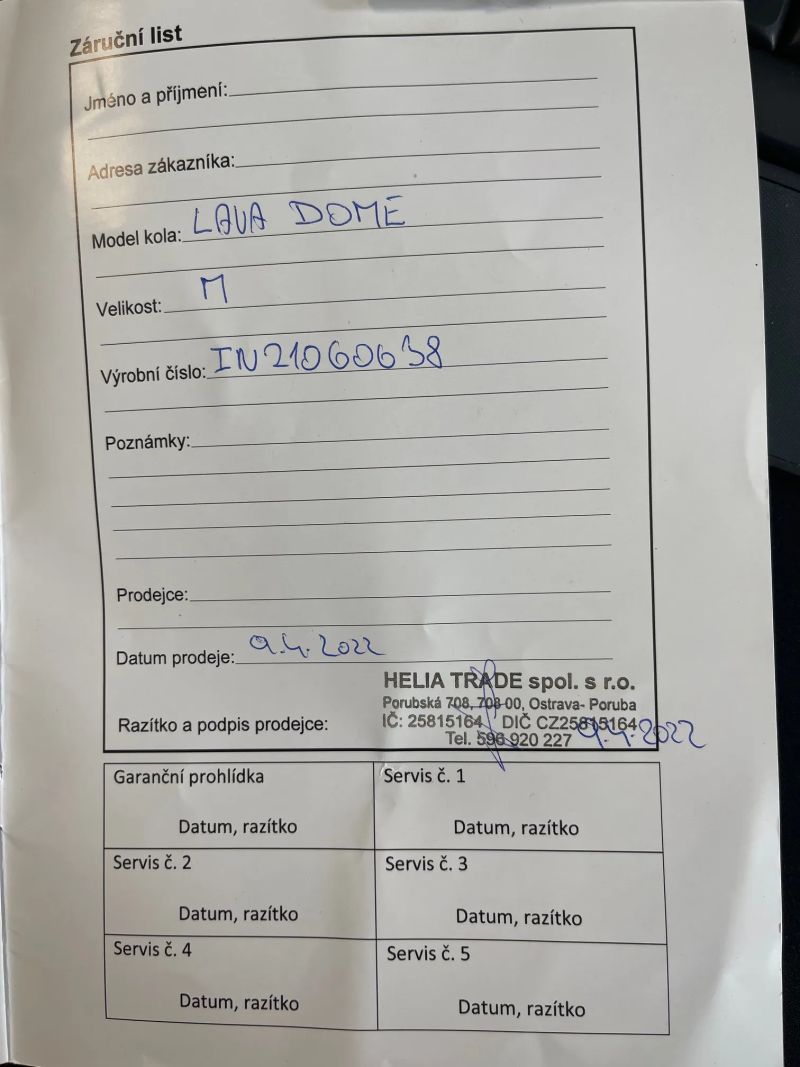 Záruční list
Jméno a příjmení:
Adresa zákazníka:
Model kola: LAVA DOME
Velikost: M
Výrobní číslo: IN21060638
Poznámky:
Prodejce:
Datum prodeje: 9.4.2022
HELIA TRADE spol. s r.o.
Porubská 708, 708 00, Ostrava- Poruba
IČ: 25815164, DIČ CZ25815164
Razítko a podpis prodejce:
Tel. 596 920 227 9.4.2022
Garanční prohlídka
Datum, razítko
Servis č. 1
Datum, razítko
Servis č. 2
Datum, razítko
Servis č. 3
Datum, razítko
Servis č. 4
Datum, razítko
Servis č. 5
Datum, razítko